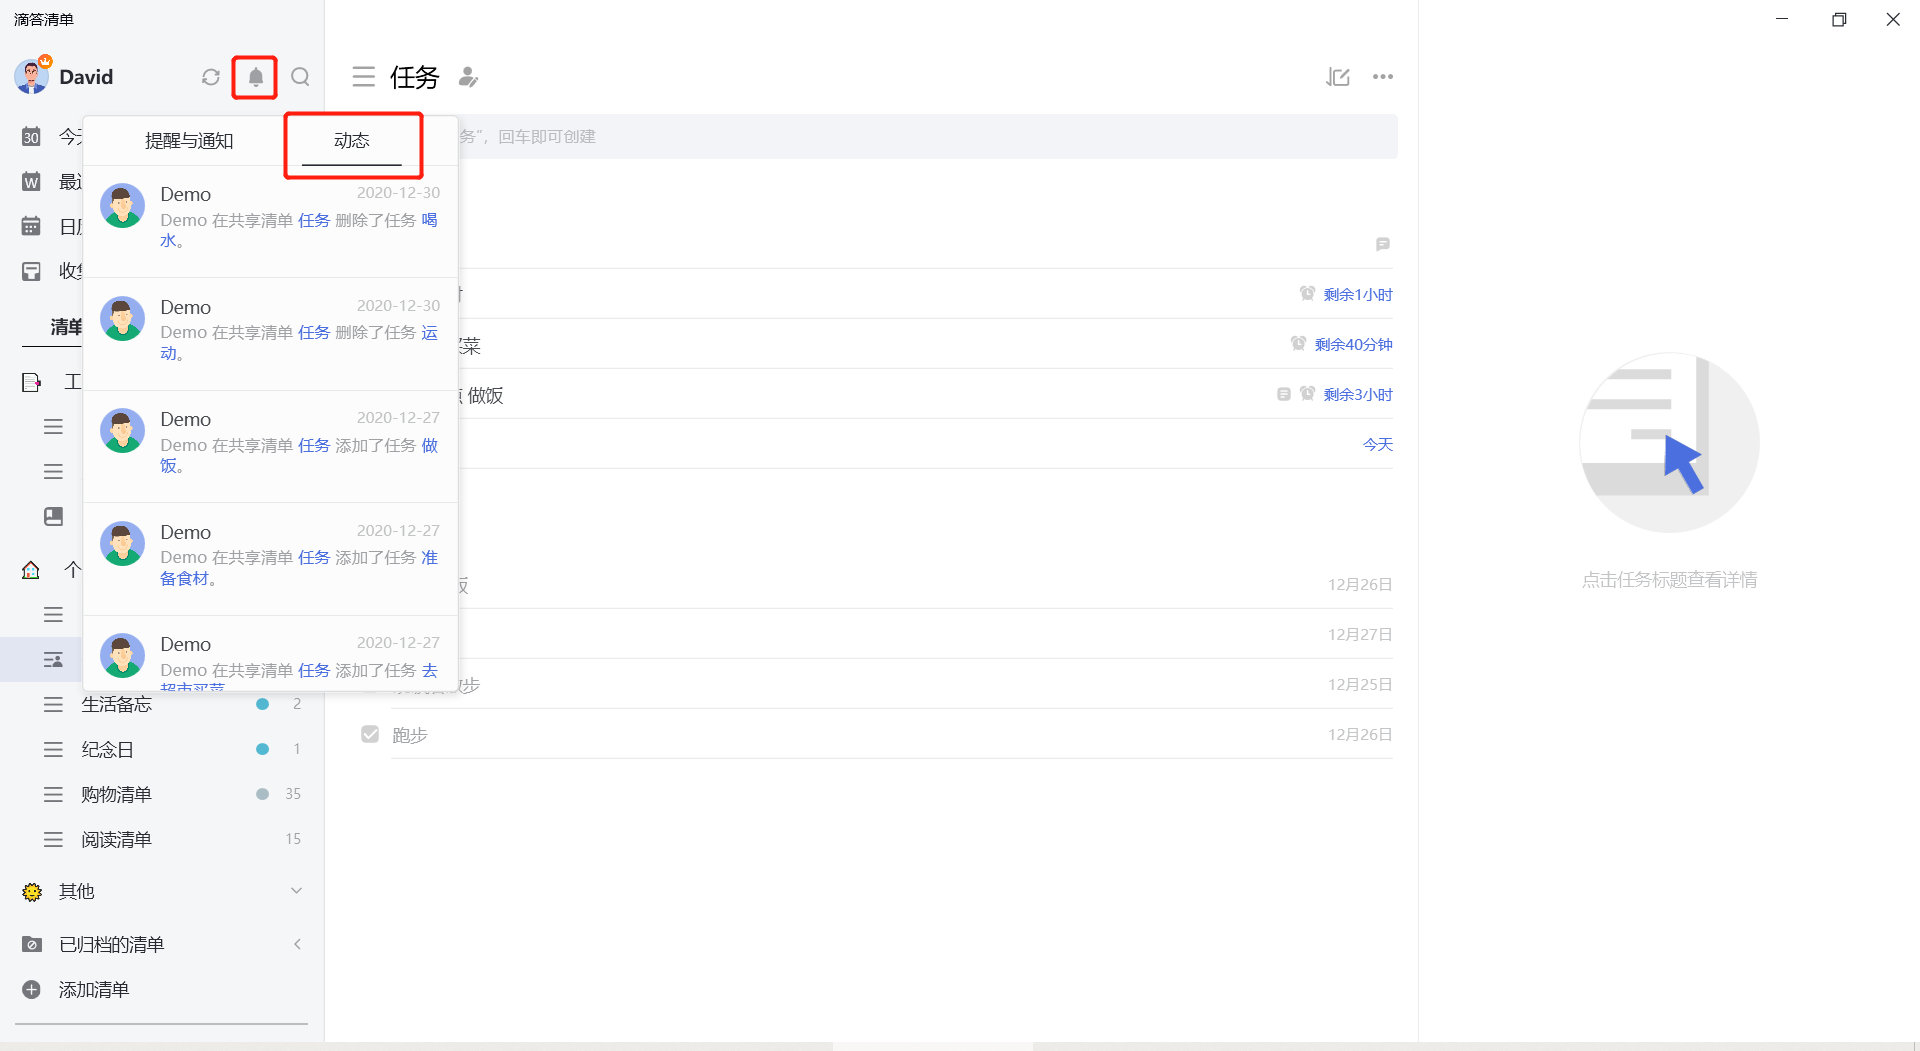 滴答清单
David
任务
30 今
W 最近
日历
收集
清单
工
个
提醒与通知 动态
务”，回车即可创建
Demo 2020-12-30
Demo 在共享清单 任务 删除了任务 喝
水。
Demo 2020-12-30
Demo 在共享清单 任务 删除了任务 运
动。
Demo 2020-12-27
Demo 在共享清单 任务 添加了任务 做
饭。
Demo 2020-12-27
Demo 在共享清单 任务 添加了任务 准
备食材。
Demo 2020-12-27
Demo 在共享清单 任务 添加了任务 去
超市买菜
剩余1小时
买菜 剩余40分钟
点 做饭 剩余3小时
今天
饭 12月26日
12月27日
散步 12月25日
跑步 12月26日
生活备忘 2
纪念日 1
购物清单 35
阅读清单 15
其他
已归档的清单
添加清单
点击任务标题查看详情